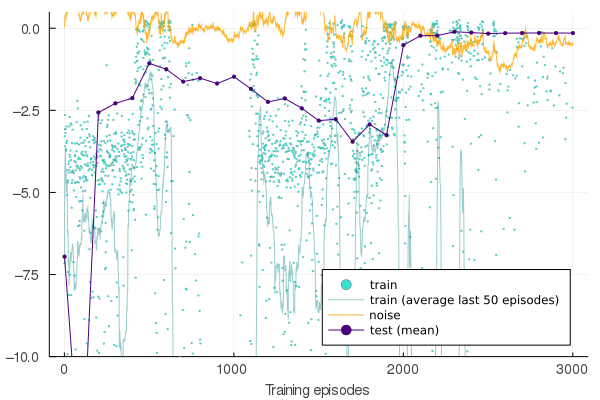 0.0
−2.5
−5.0
−7.5
−10.0
train
train (average last 50 episodes)
noise
test (mean)
0
1000
2000
3000
Training episodes